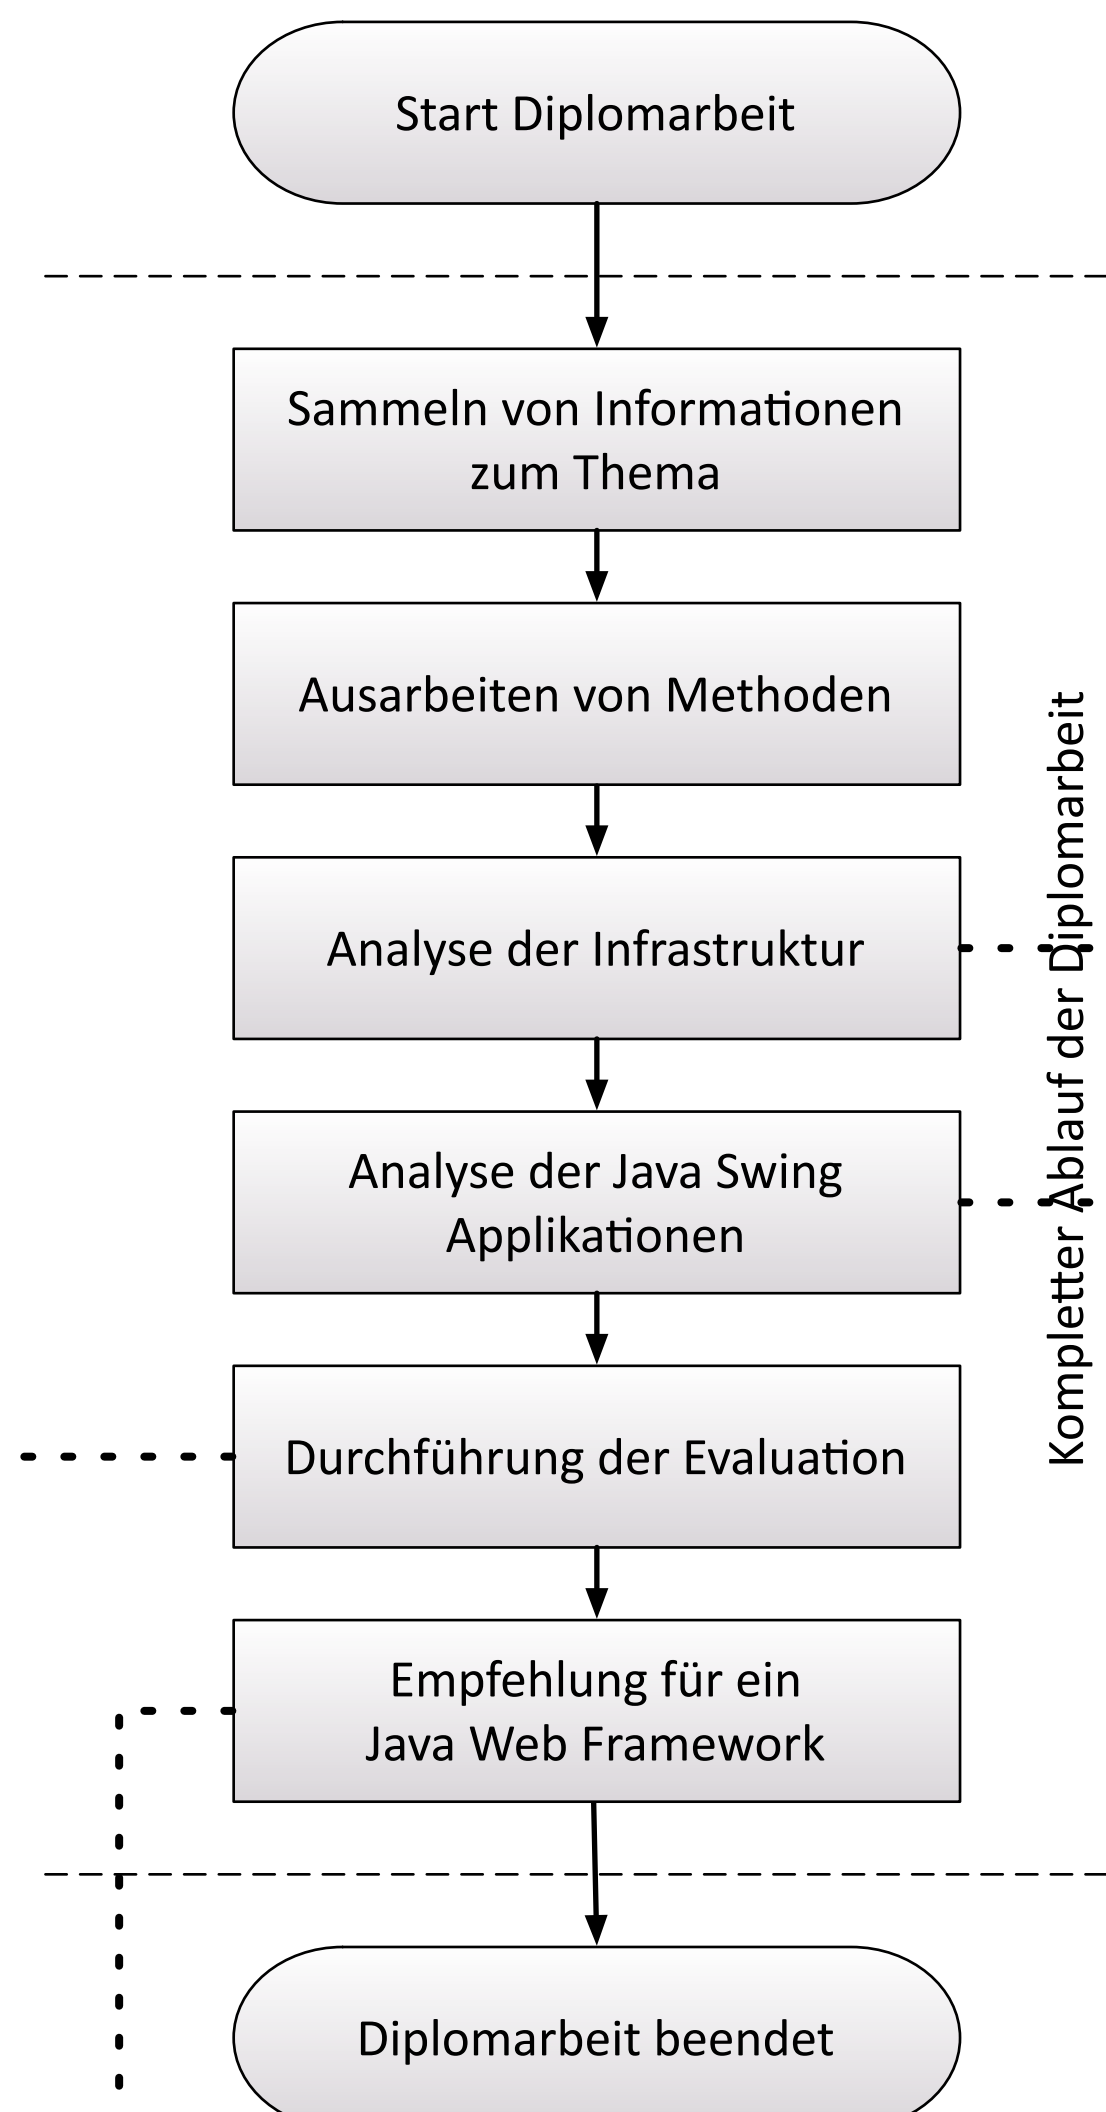 Start Diplomarbeit
Sammeln von Informationen
zum Thema
Ausarbeiten von Methoden
Analyse der Infrastruktur
Analyse der Java Swing
Applikationen
Durchführung der Evaluation
Empfehlung für ein
Java Web Framework
Diplomarbeit beendet
Kompletter Ablauf der Diplomarbeit